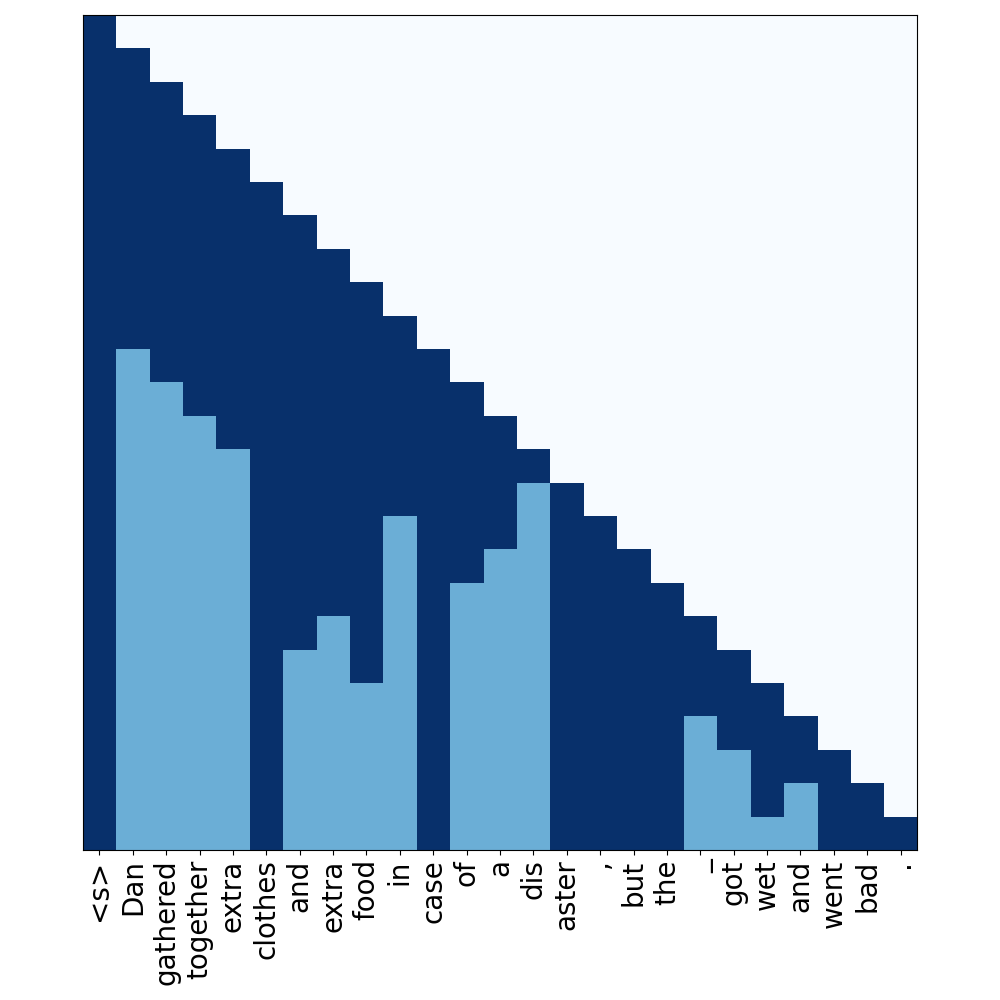 <s> Dan gathered together extra clothes and extra food in case of a dis aster , but the _ got wet and went bad .